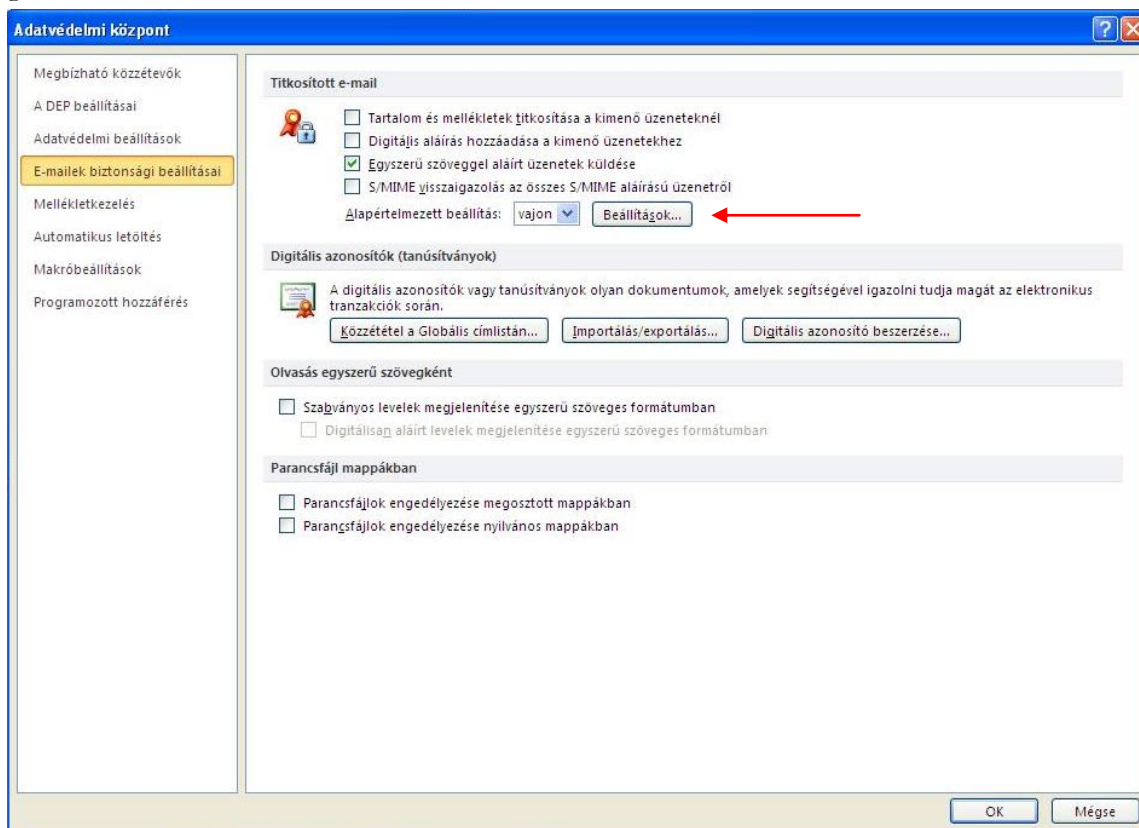 Adatvédelmi központ
Megbízható közzétevők
A DEP beállításai
Adatvédelmi beállítások
E-mailek biztonsági beállításai
Mellékletkezelés
Automatikus letöltés
Makróbeállítások
Programozott hozzáférés
Titkosított e-mail
Tartalom és mellékletek titkosítása a kimenő üzeneteknél
Digitális aláírás hozzáadása a kimenő üzenetekhez
Egyszerű szöveggel aláírt üzenetek küldése
S/MIME visszaigazolás az összes S/MIME aláírású üzenetről
Alapértelmezett beállítás: vajon Beállítások...
Digitális azonosítók (tanúsítványok)
A digitális azonosítók vagy tanúsítványok olyan dokumentumok, amelyek segítségével igazolni tudja magát az elektronikus
tranzakciók során.
Közzététel a Globális címlistán... Importálás/exportálás... Digitális azonosító beszerzése...
Olvasás egyszerű szövegként
Szabványos levelek megjelenítése egyszerű szöveges formátumban
Digitálisan aláírt levelek megjelenítése egyszerű szöveges formátumban
Parancsfájl mappákban
Parancsfájlok engedélyezése megosztott mappákban
Parancsfájlok engedélyezése nyilvános mappákban
OK Mégse